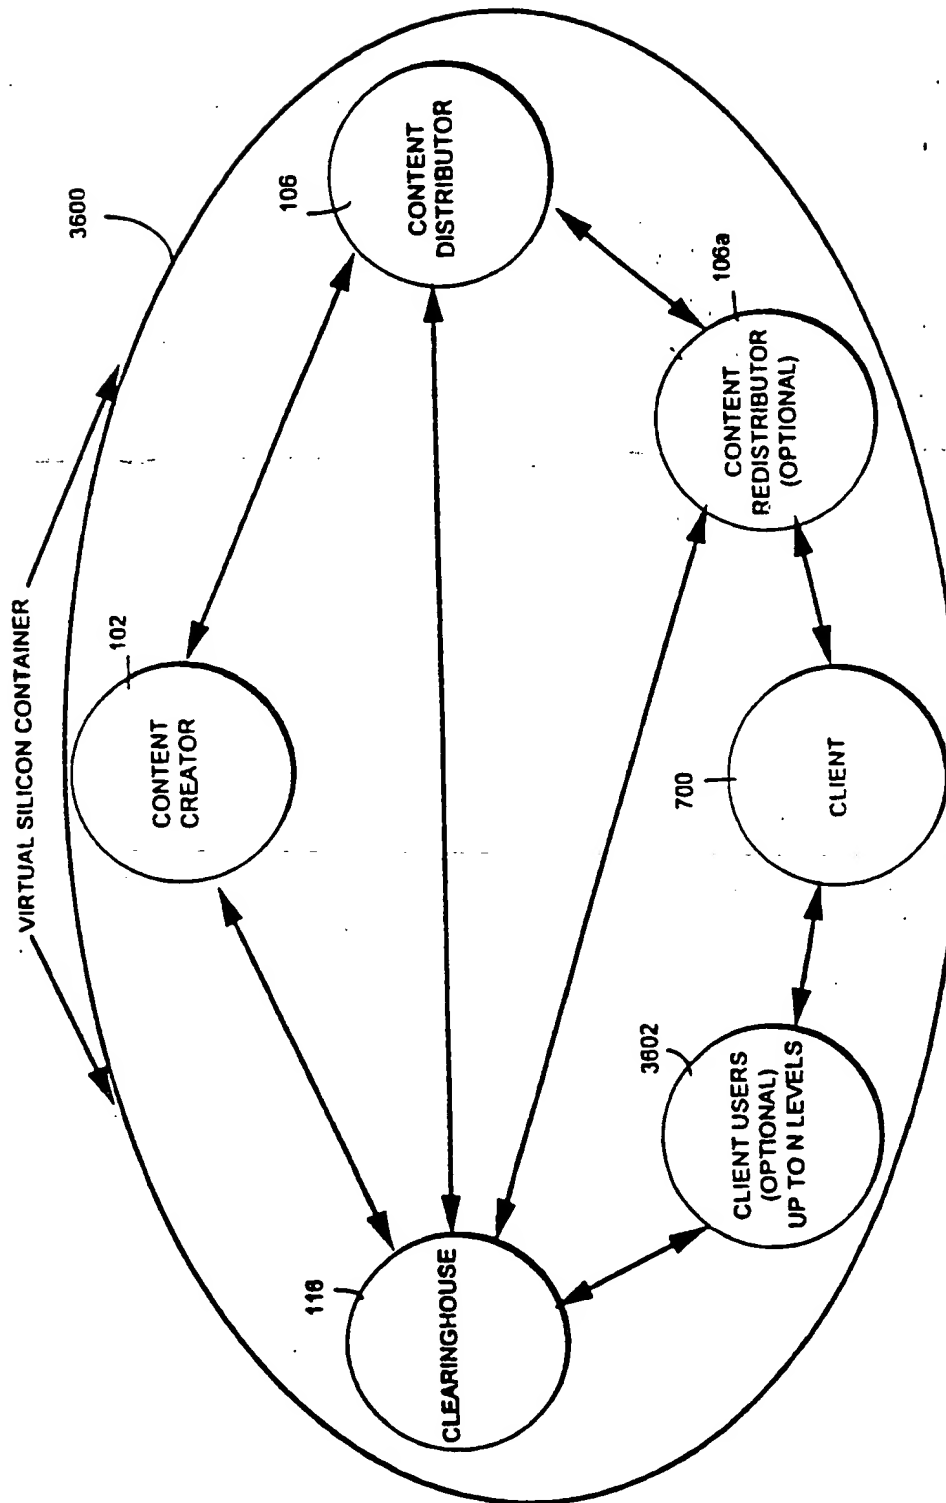 VIRTUAL SILICON CONTAINER
3600
102
CONTENT
CREATOR
106
CONTENT
DISTRIBUTOR
116
CLEARINGHOUSE
106a
CONTENT
REDISTRIBUTOR
(OPTIONAL)
3602
CLIENT USERS
(OPTIONAL)
UP TO N LEVELS
700
CLIENT